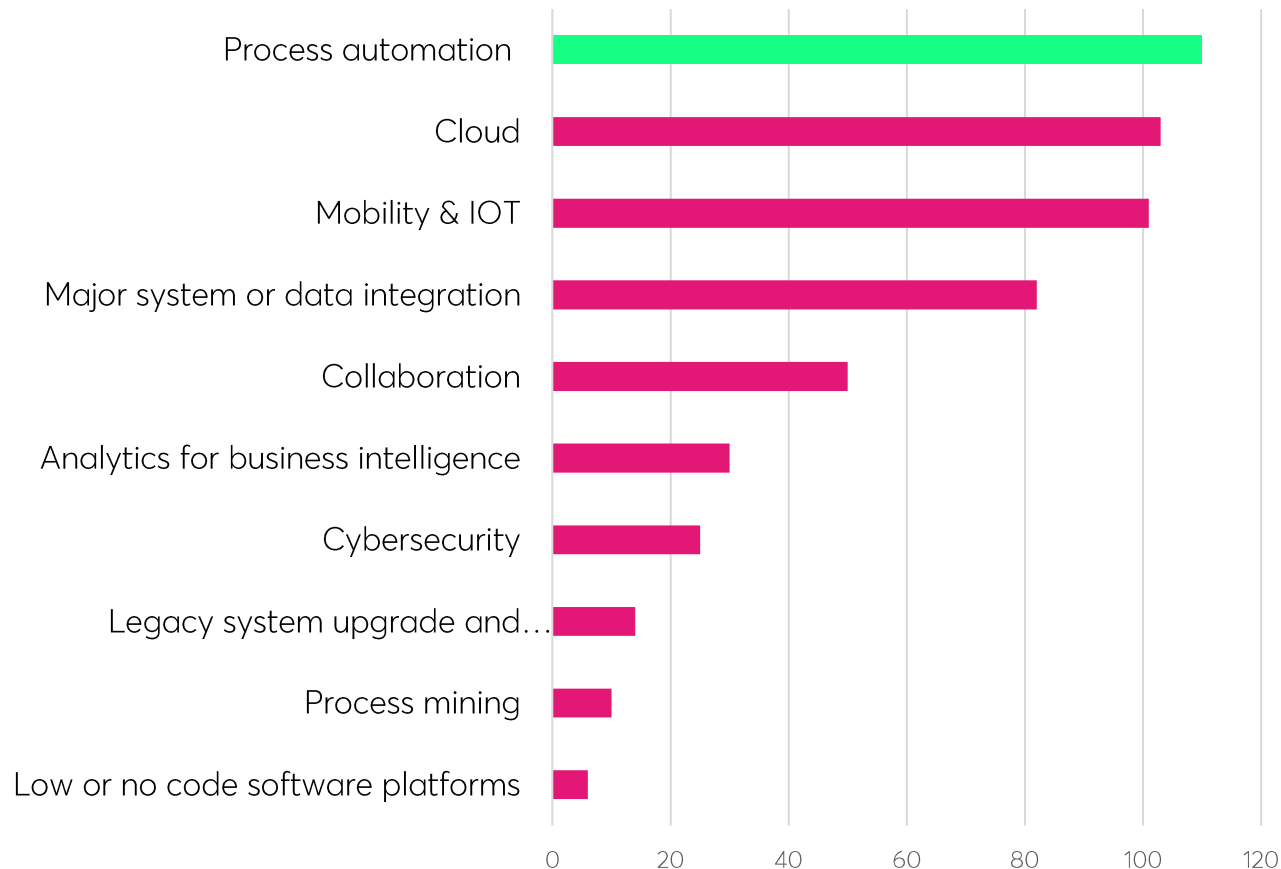 Process automation
Cloud
Mobility & IOT
Major system or data integration
Collaboration
Analytics for business intelligence
Cybersecurity
Legacy system upgrade and...
Process mining
Low or no code software platforms
0 20 40 60 80 100 120